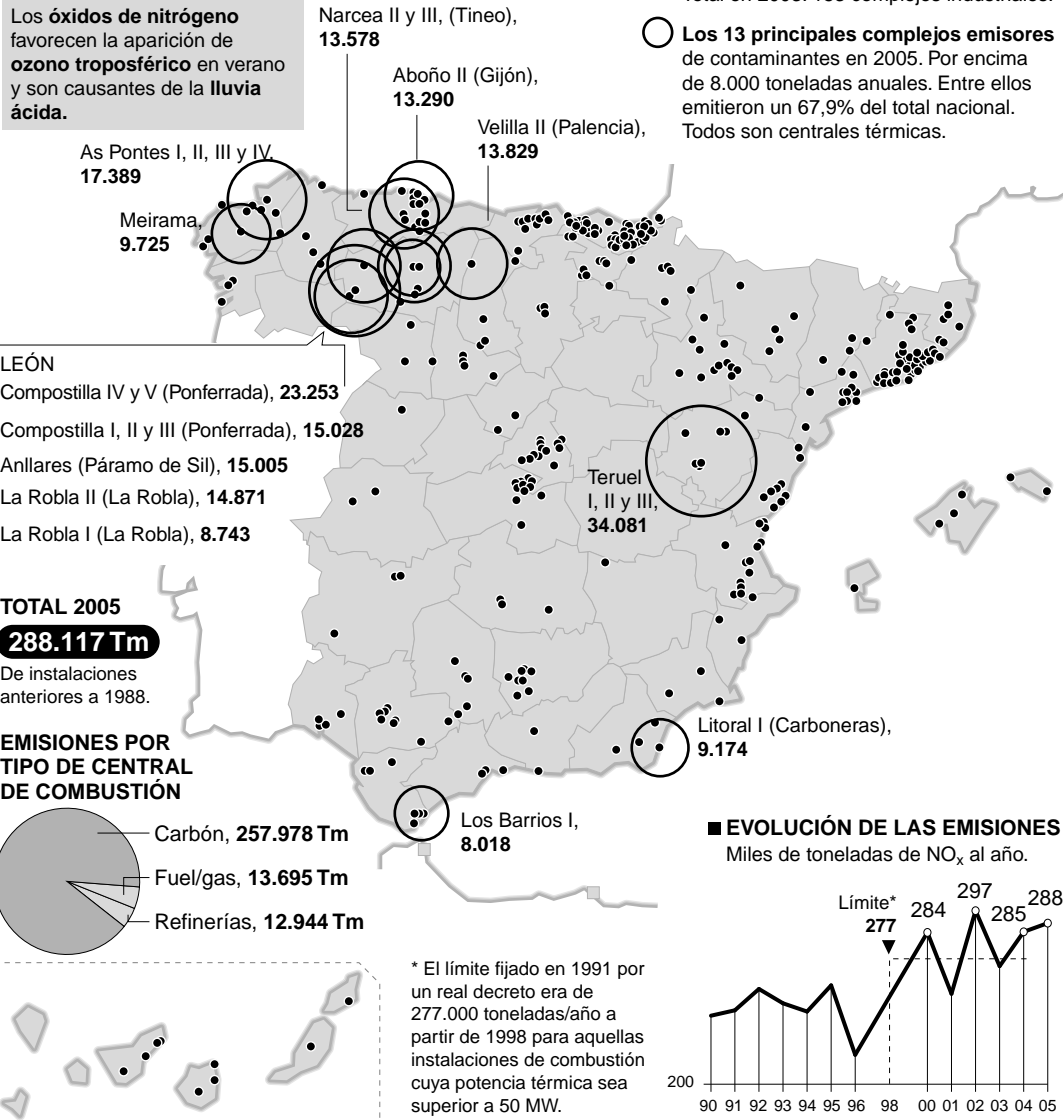 Los óxidos de nitrógeno
favorecen la aparición de
ozono troposférico en verano
y son causantes de la lluvia
ácida.
Narcea II y III, (Tineo),
13.578
Aboño II (Gijón),
13.290
Velilla II (Palencia),
13.829
Los 13 principales complejos emisores
de contaminantes en 2005. Por encima
de 8.000 toneladas anuales. Entre ellos
emitieron un 67,9% del total nacional.
Todos son centrales térmicas.
As Pontes I, II, III y IV,
17.389
Meirama,
9.725
LEÓN
Compostilla IV y V (Ponferrada), 23.253
Compostilla I, II y III (Ponferrada), 15.028
Anllares (Páramo de Sil), 15.005
La Robla II (La Robla), 14.871
La Robla I (La Robla), 8.743
Teruel
I, II y III,
34.081
TOTAL 2005
288.117 Tm
De instalaciones
anteriores a 1988.
Litoral I (Carboneras),
9.174
Los Barrios I,
8.018
EMISIONES POR
TIPO DE CENTRAL
DE COMBUSTIÓN
Carbón, 257.978 Tm
Fuel/gas, 13.695 Tm
Refinerías, 12.944 Tm
* El límite fijado en 1991 por
un real decreto era de
277.000 toneladas/año a
partir de 1998 para aquellas
instalaciones de combustión
cuya potencia térmica sea
superior a 50 MW.
EVOLUCIÓN DE LAS EMISIONES
Miles de toneladas de NOx al año.
Límite*
277
284
297
285
288
200
90 91 92 93 94 95 96 98 00 01 02 03 04 05